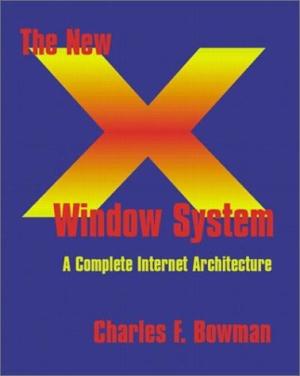 The New
X
Window System
A Complete Internet Architecture
Charles F. Bowman